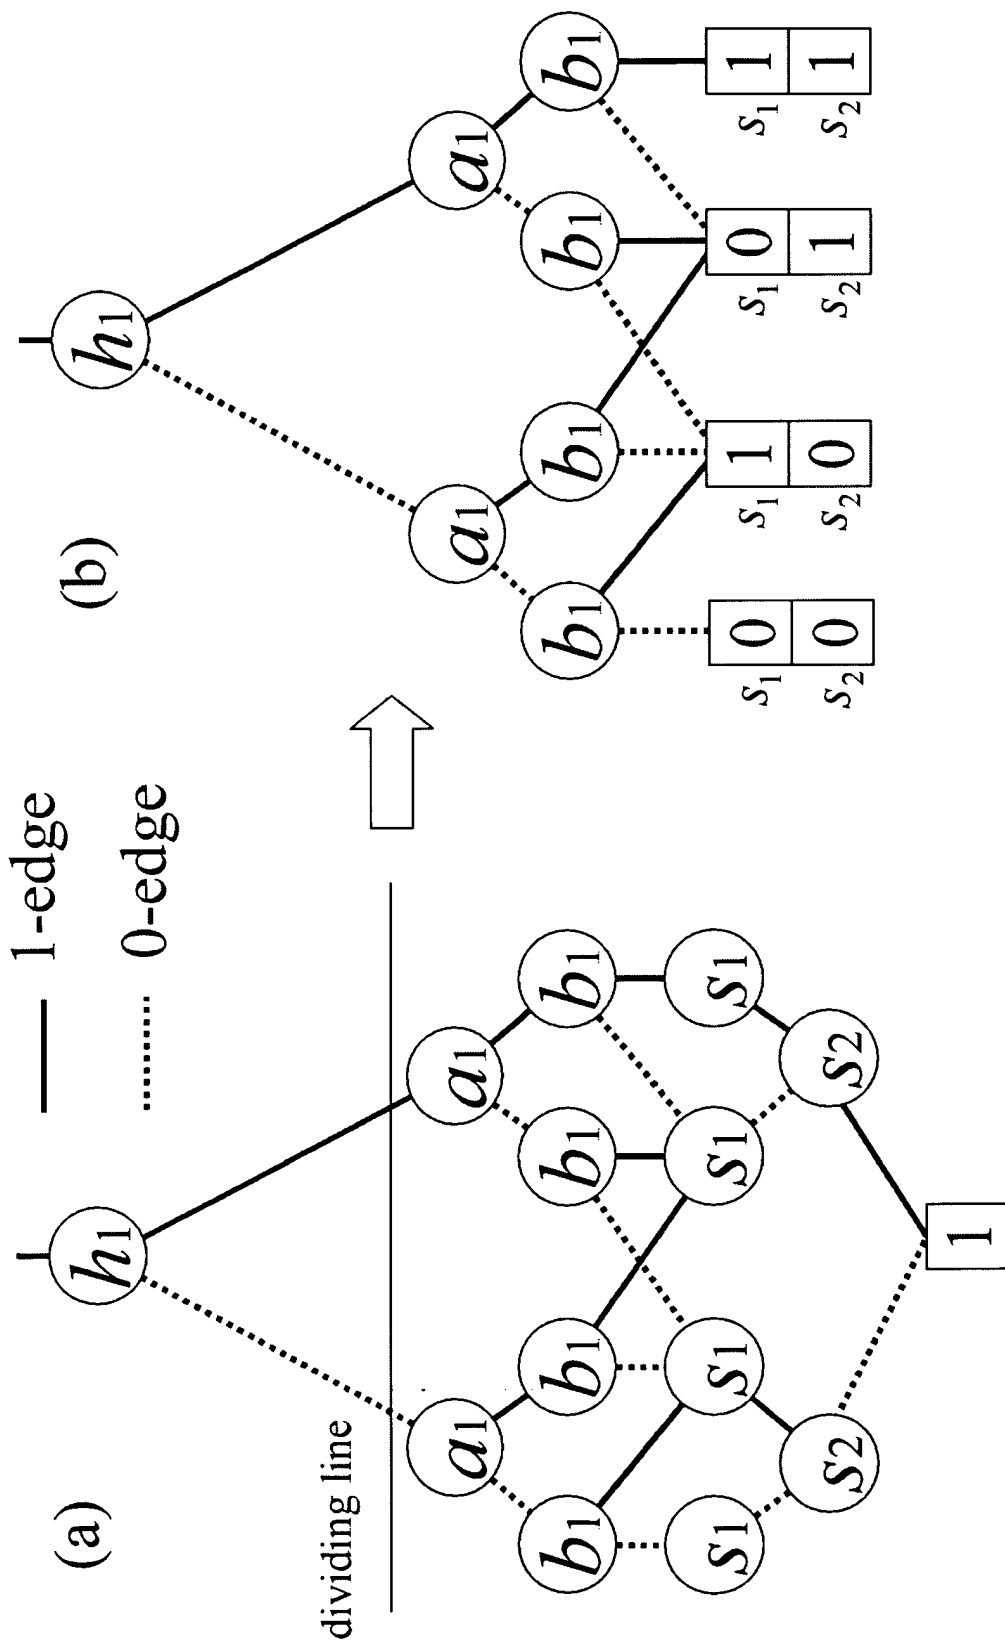 (a)
1-edge
0-edge
h1
dividing line
a1 a1
b1 b1 b1 b1
s1 s1 s1 s1
s2 s2
1
(b)
h1
a1 a1
b1 b1 b1 b1
s1 0 s1 1 s1 0 s1 1
s2 0 s2 0 s2 1 s2 1